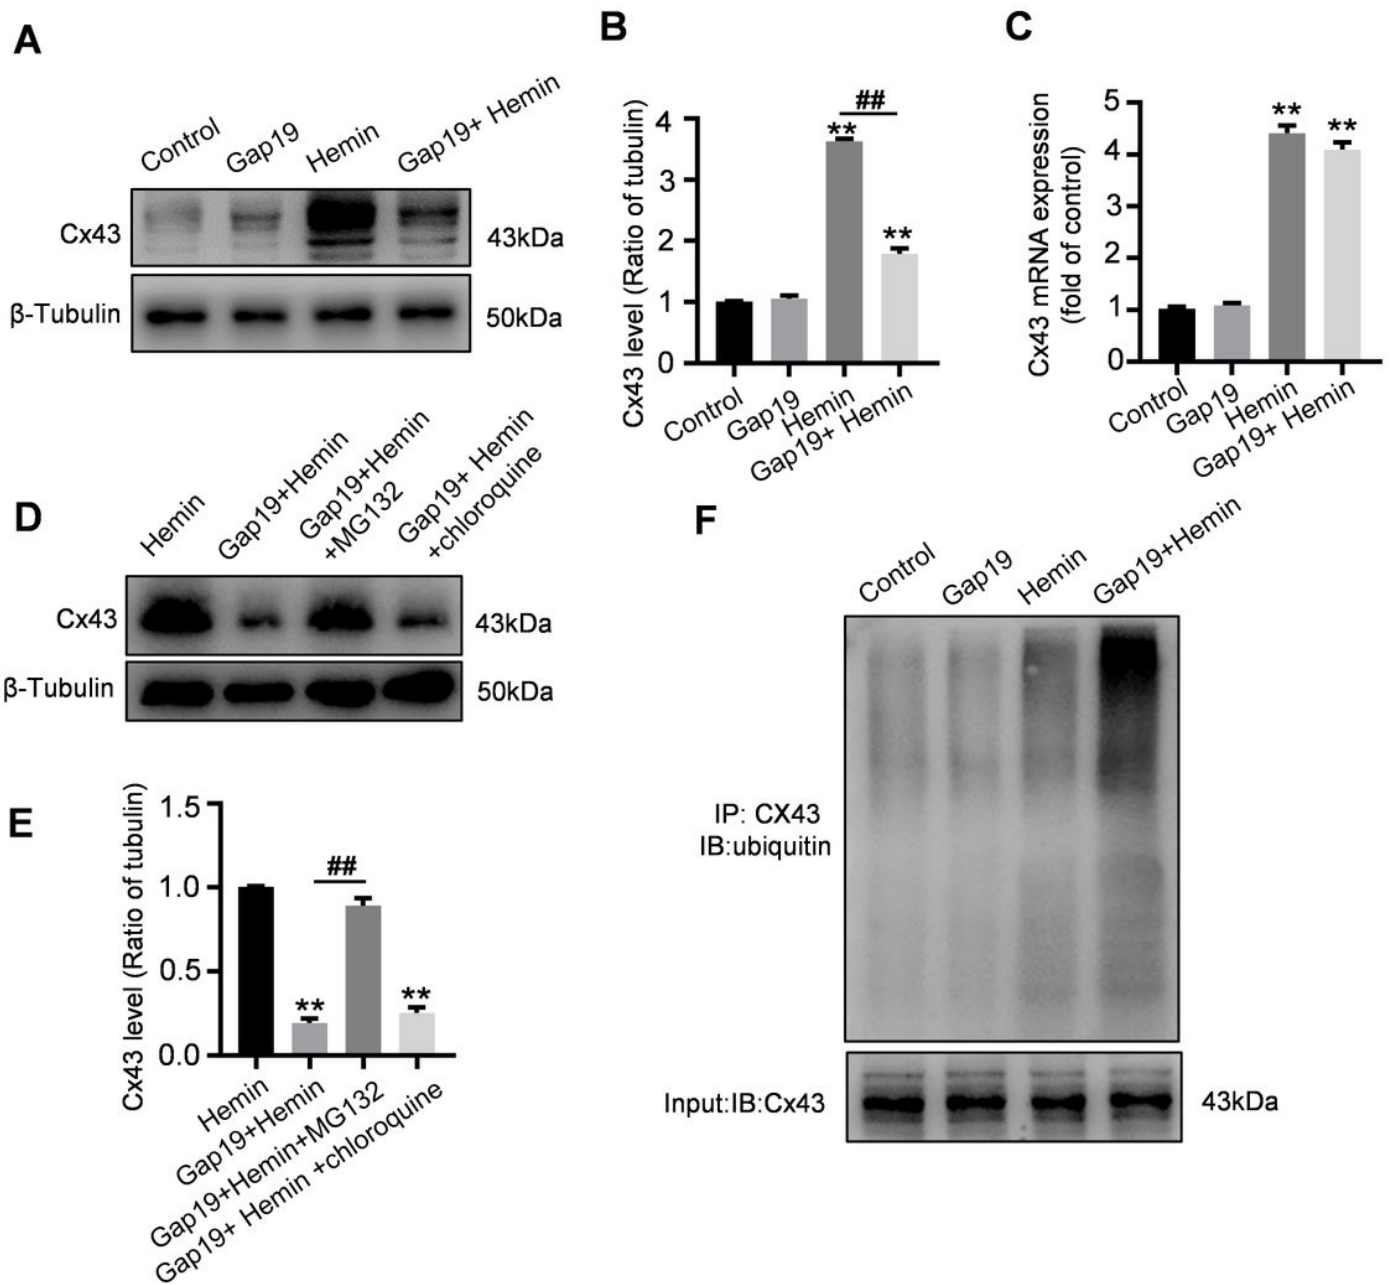 A
Control
Gap19
Hemin
Gap19+ Hemin
Cx43
43kDa
β-Tubulin
50kDa
B
Cx43 level (Ratio of tubulin)
4
3
2
1
0
**
##
**
Control
Gap19
Hemin
Gap19+ Hemin
C
Cx43 mRNA expression
(fold of control)
5
4
3
2
1
0
**
**
Control
Gap19
Hemin
Gap19+ Hemin
D
Hemin
Gap19+Hemin
Gap19+Hemin
+MG132
Gap19+ Hemin
+chloroquine
Cx43
43kDa
β-Tubulin
50kDa
E
Cx43 level (Ratio of tubulin)
1.5
1.0
0.5
0.0
**
##
**
Hemin
Gap19+Hemin
Gap19+Hemin+MG132
Gap19+ Hemin +chloroquine
F
Control
Gap19
Hemin
Gap19+Hemin
IP: CX43
IB:ubiquitin
Input:IB:Cx43
43kDa